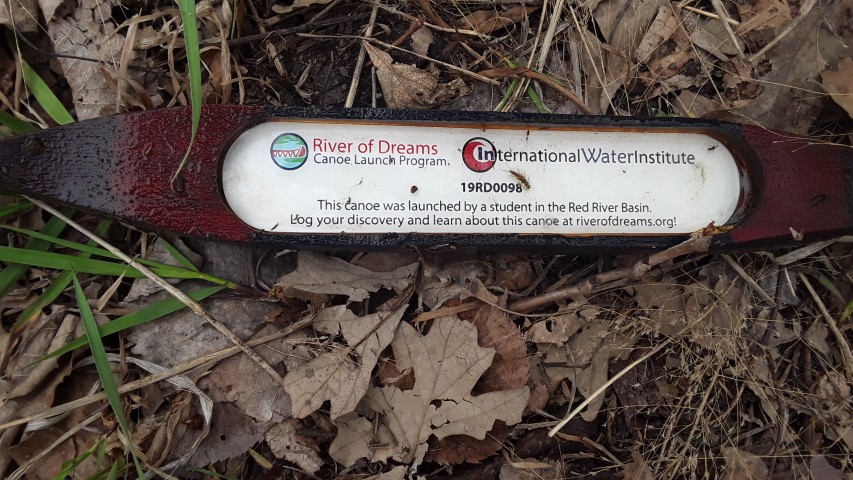 River of Dreams
Canoe Launch Program.
InternationalWaterInstitute
19RD0098
This canoe was launched by a student in the Red River Basin.
Log your discovery and learn about this canoe at riverofdreams.org!